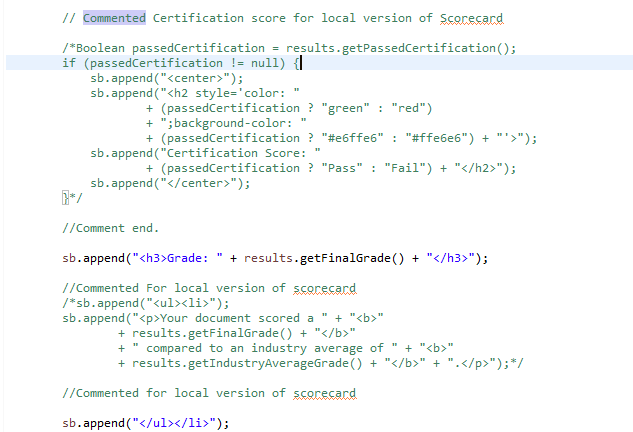 // Commented Certification score for local version of Scorecard
/*Boolean passedCertification = results.getPassedCertification();
if (passedCertification != null) {
sb.append("<center>");
sb.append("<h2 style='color: "
+ (passedCertification ? "green" : "red")
+ ";background-color: "
+ (passedCertification ? "#e6ffe6" : "#ffe6e6") + "'>");
sb.append("Certification Score: "
+ (passedCertification ? "Pass" : "Fail") + "</h2>");
sb.append("</center>");
}*/
//Comment end.
sb.append("<h3>Grade: " + results.getFinalGrade() + "</h3>");
//Commented For local version of scorecard
/*sb.append("<ul><li>");
sb.append("<p>Your document scored a " + "<b>"
+ results.getFinalGrade() + "</b>"
+ " compared to an industry average of " + "<b>"
+ results.getIndustryAverageGrade() + "</b>" + ".</p>");*/
//Commented for local version of scorecard
sb.append("</ul></li>");